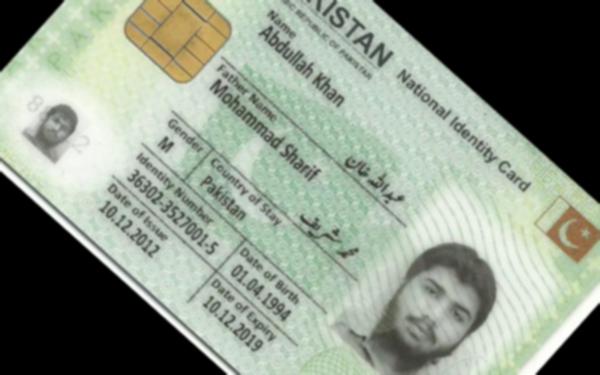 PAK
KISTAN National Identity Card
IC REPUBLIC OF PAKISTAN
Name
Abdullah Khan
عبداللہ خان
Father Name
Mohammad Sharif
محمد شریف
Gender
Country of Stay
M
Pakistan
Identity Number
Date of Birth
36302-3527001-5
01.04.1994
Date of Issue
Date of Expiry
10.12.2012
10.12.2019